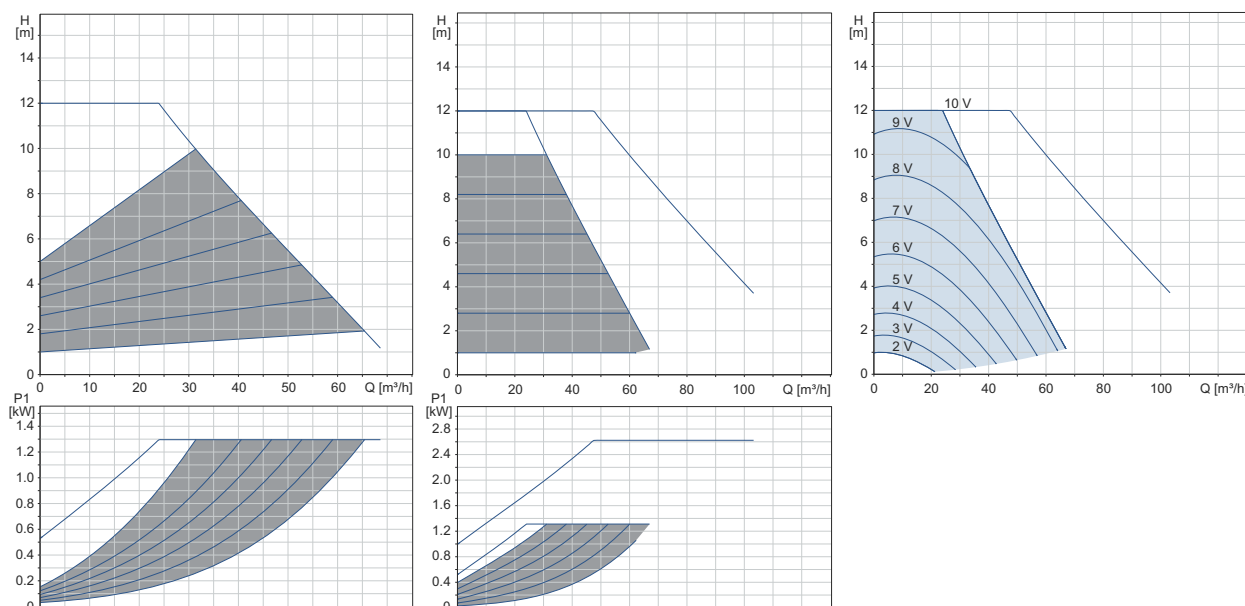 H
[m]
14
12
10
8
6
4
2
0
0 10 20 30 40 50 60 Q [m³/h]
P1
[kW]
1.4
1.2
1.0
0.8
0.6
0.4
0.2
0
H
[m]
14
12
10
8
6
4
2
0
0 20 40 60 80 100 Q [m³/h]
P1
[kW]
2.8
2.4
2.0
1.6
1.2
0.8
0.4
0
H
[m]
14
12
10
8
6
4
2
0
10 V
9 V
8 V
7 V
6 V
5 V
4 V
3 V
2 V
0 20 40 60 80 100 Q [m³/h]